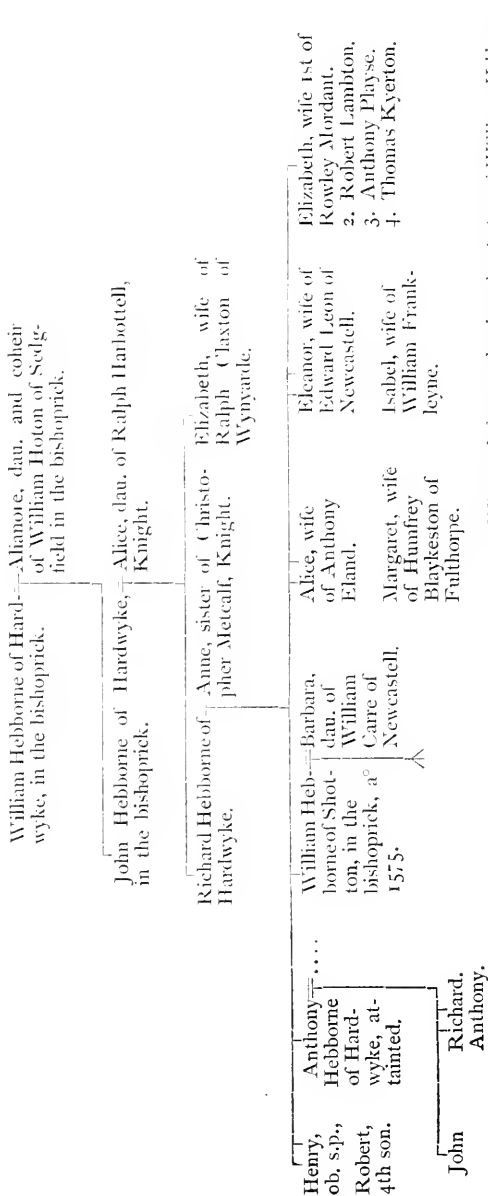 William Hebborne of Hard-
wyke, in the bishoprick.
Alianore, dau. and coheir
of William Hoton of Sedg-
field in the bishoprick.
John Hebborne of Hardwyke,
in the bishoprick.
Alice, dau. of Ralph Harbottell,
Knight.
Richard Hebborne of
Hardwyke.
Anne, sister of Christo-
pher Metcalf, Knight.
Elizabeth, wife of
Ralph Claxton of
Wynyarde.
Henry,
ob. s.p.,
Robert,
4th son.
Anthony=....
Hebborne
of Hard-
wyke, at-
tainted.
William Heb-
borne of Shot-
ton, in the
bishoprick, a°
1575.
Barbara,
dau. of
William
Carre of
Newcastell.
Alice, wife
of Anthony
Eland.
Margaret, wife
of Humfrey
Blaykeston of
Fulthorpe.
Eleanor, wife of
Edward Leon of
Newcastell.
Isabel, wife of
William Frank-
leyne.
Elizabeth, wife 1st of
Rowley Mordant.
2. Robert Lambton.
3. Anthony Playse.
4. Thomas Kyerton.
John
Richard.
Anthony.